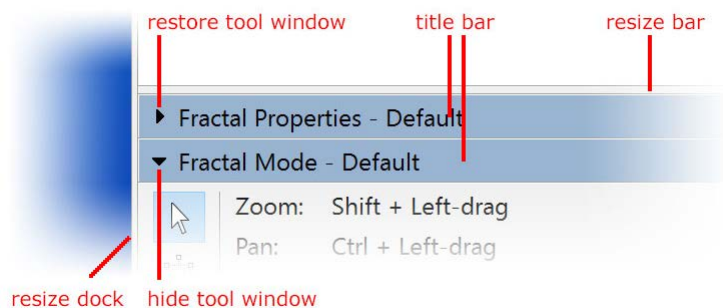 restore tool window title bar resize bar
Fractal Properties - Default
Fractal Mode - Default
Zoom: Shift + Left-drag
Pan: Ctrl + Left-drag
resize dock hide tool window